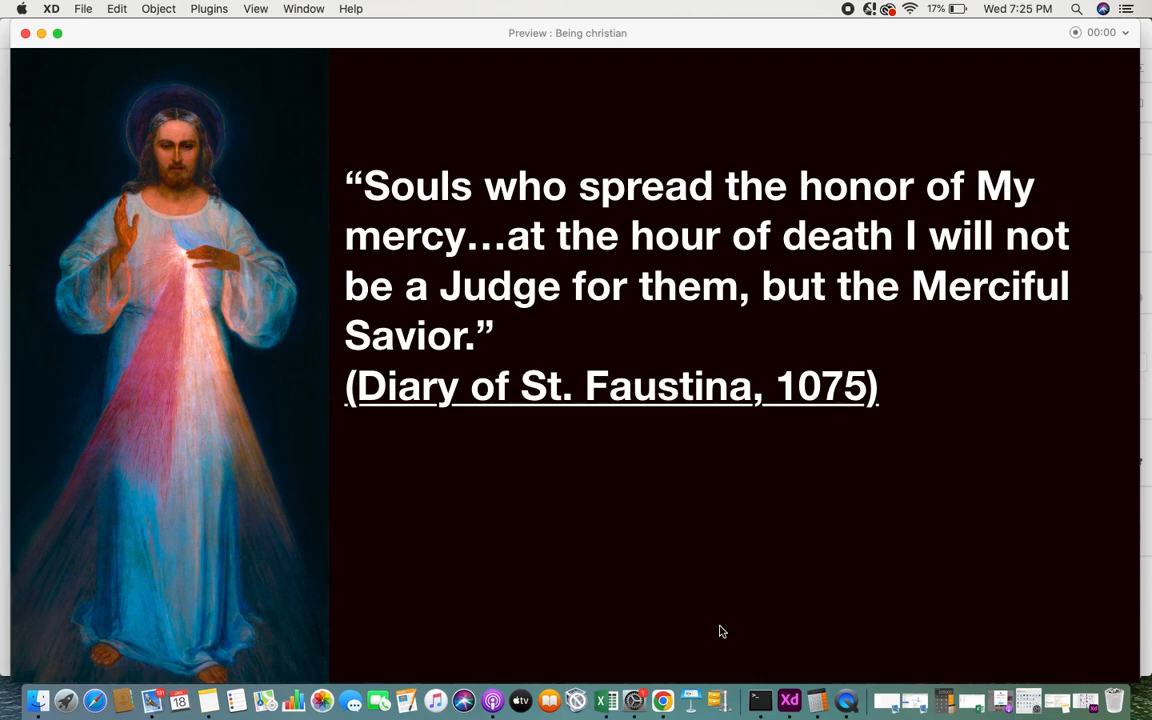 XD File Edit Object Plugins View Window Help 17% Wed 7:25 PM
Preview : Being christian 00:00
“Souls who spread the honor of My
mercy…at the hour of death I will not
be a Judge for them, but the Merciful
Savior.”
(Diary of St. Faustina, 1075)